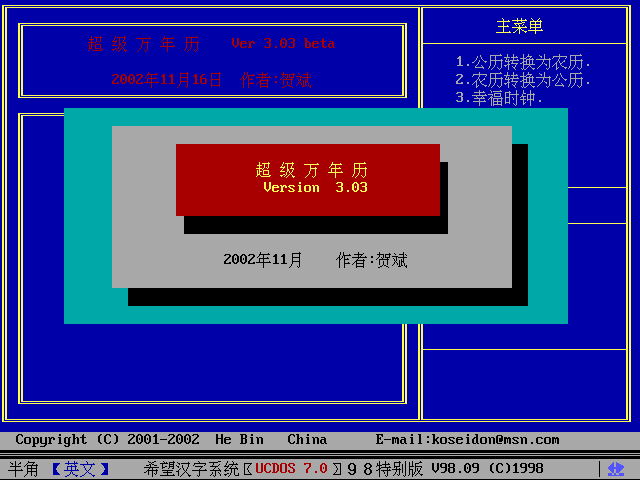 超级万年历 Ver 3.03 beta
2002年11月16日 作者:贺斌
主菜单
1.公历转换为农历.
2.农历转换为公历.
3.幸福时钟.
超级万年历
Version 3.03
2002年11月 作者:贺斌
Copyright (C) 2001-2002 He Bin China E-mail:koseidon@msn.com
半角【英文】 希望汉字系统〖UCDOS 7.0〗98特别版 V98.09 (C)1998